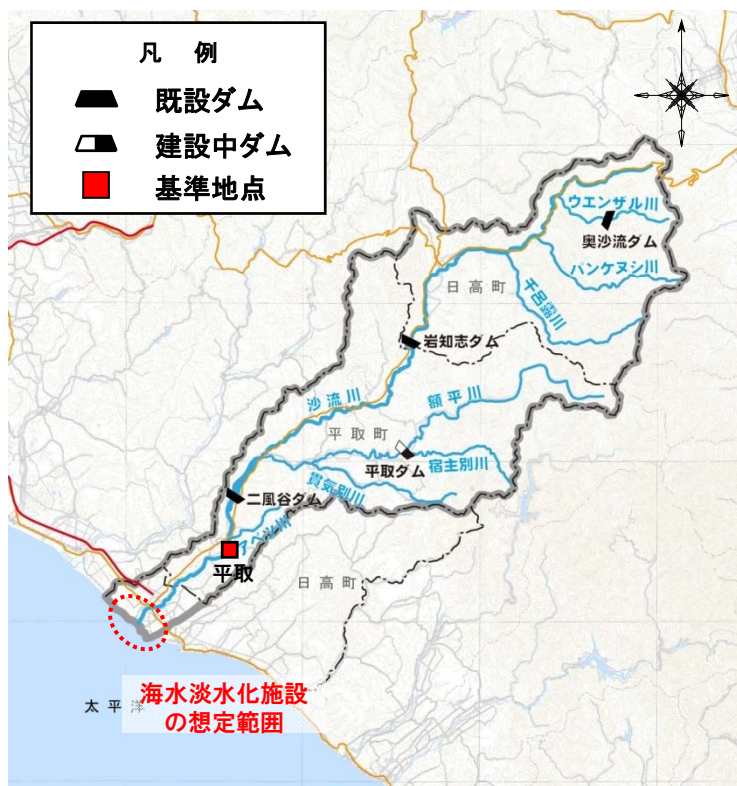 凡 例
既設ダム
建設中ダム
基準地点
ウエンザル川
奥沙流ダム
パンケヌシ川
日高町
千呂露川
岩知志ダム
沙流川
額平川
平取町
平取ダム
宿主別川
貫気別川
二風谷ダム
アベツ川
平取
日高町
海水淡水化施設
の想定範囲
太平洋